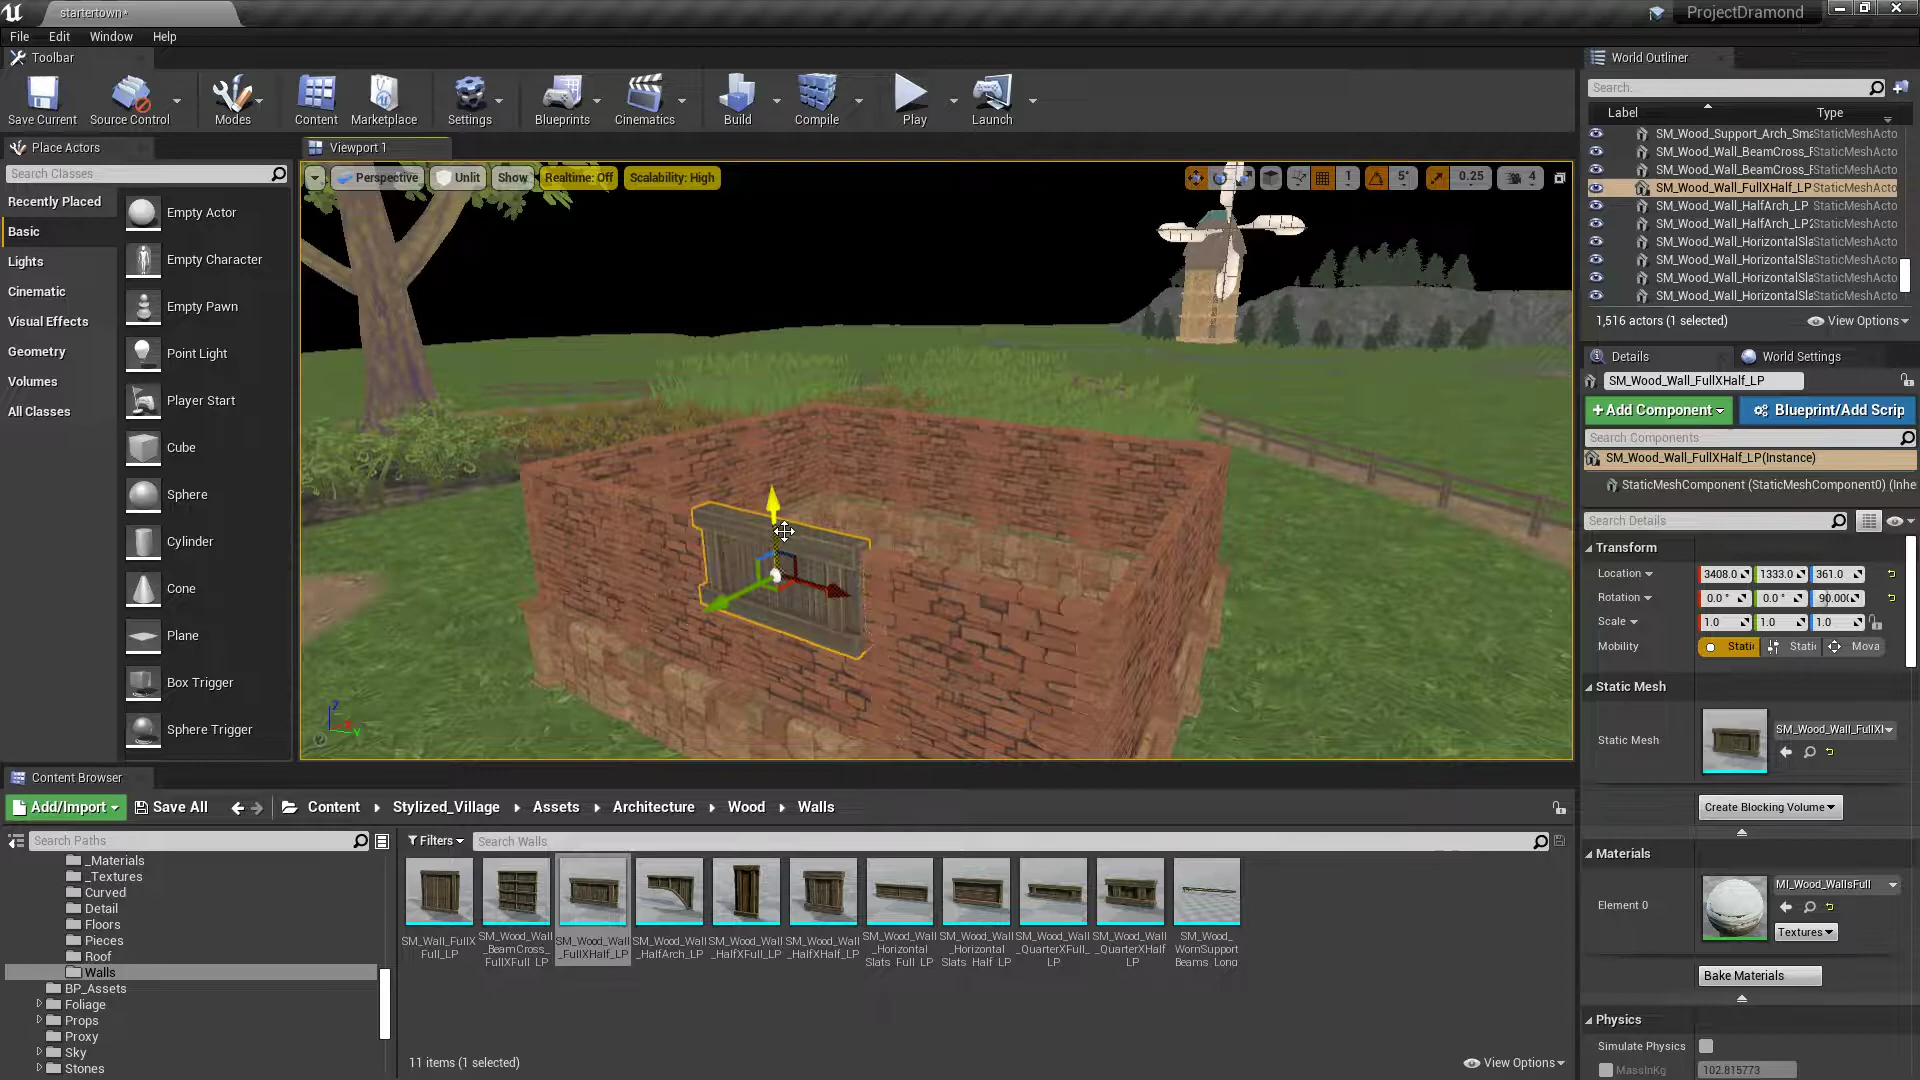 startertown*
ProjectDramond
File Edit Window Help
Toolbar
Save Current Source Control Modes Content Marketplace Settings Blueprints Cinematics Build Compile Play Launch
Place Actors
Search Classes
Recently Placed
Basic
Lights
Cinematic
Visual Effects
Geometry
Volumes
All Classes
Empty Actor
Empty Character
Empty Pawn
Point Light
Player Start
Cube
Sphere
Cylinder
Cone
Plane
Box Trigger
Sphere Trigger
Viewport 1
Perspective Unlit Show Realtime: Off Scalability: High
1 5° 0.25 4
World Outliner
Search...
Label Type
SM_Wood_Support_Arch_Sma StaticMeshActo
SM_Wood_Wall_BeamCross_F StaticMeshActo
SM_Wood_Wall_BeamCross_F StaticMeshActo
SM_Wood_Wall_FullXHalf_LP StaticMeshActo
SM_Wood_Wall_HalfArch_LP StaticMeshActo
SM_Wood_Wall_HalfArch_LP2 StaticMeshActo
SM_Wood_Wall_HorizontalSla StaticMeshActo
SM_Wood_Wall_HorizontalSla StaticMeshActo
SM_Wood_Wall_HorizontalSla StaticMeshActo
SM_Wood_Wall_HorizontalSla StaticMeshActo
1,516 actors (1 selected) View Options
Details World Settings
SM_Wood_Wall_FullXHalf_LP
+Add Component Blueprint/Add Scrip
Search Components
SM_Wood_Wall_FullXHalf_LP(Instance)
StaticMeshComponent (StaticMeshComponent0) (Inhe
Search Details
Transform
Location 3408.0 1333.0 361.0
Rotation 0.0 ° 0.0 ° 90.00(
Scale 1.0 1.0 1.0
Mobility Stati Stati Mova
Static Mesh
Static Mesh SM_Wood_Wall_FullXI
Create Blocking Volume
Materials
Element 0 MI_Wood_WallsFull
Textures
Bake Materials
Physics
Simulate Physics
MassInKg 102.815773
Content Browser
Add/Import Save All Content Stylized_Village Assets Architecture Wood Walls
Search Paths
_Materials
_Textures
Curved
Detail
Floors
Pieces
Roof
Walls
BP_Assets
Foliage
Props
Proxy
Sky
Stones
Filters Search Walls
SM_Wall_FullX
Full_LP
SM_Wood_Wall
_BeamCross_
FullXFull_LP
SM_Wood_Wall
_FullXHalf_LP
SM_Wood_Wall
_HalfArch_LP
SM_Wood_Wall
_HalfXFull_LP
SM_Wood_Wall
_HalfXHalf_LP
SM_Wood_Wall
_Horizontal
Slats_Full_LP
SM_Wood_Wall
_Horizontal
Slats_Half_LP
SM_Wood_Wall
_QuarterXFull_
LP
SM_Wood_Wall
_QuarterXHalf
LP
SM_Wood_
WornSupport
Beams_Long
11 items (1 selected) View Options